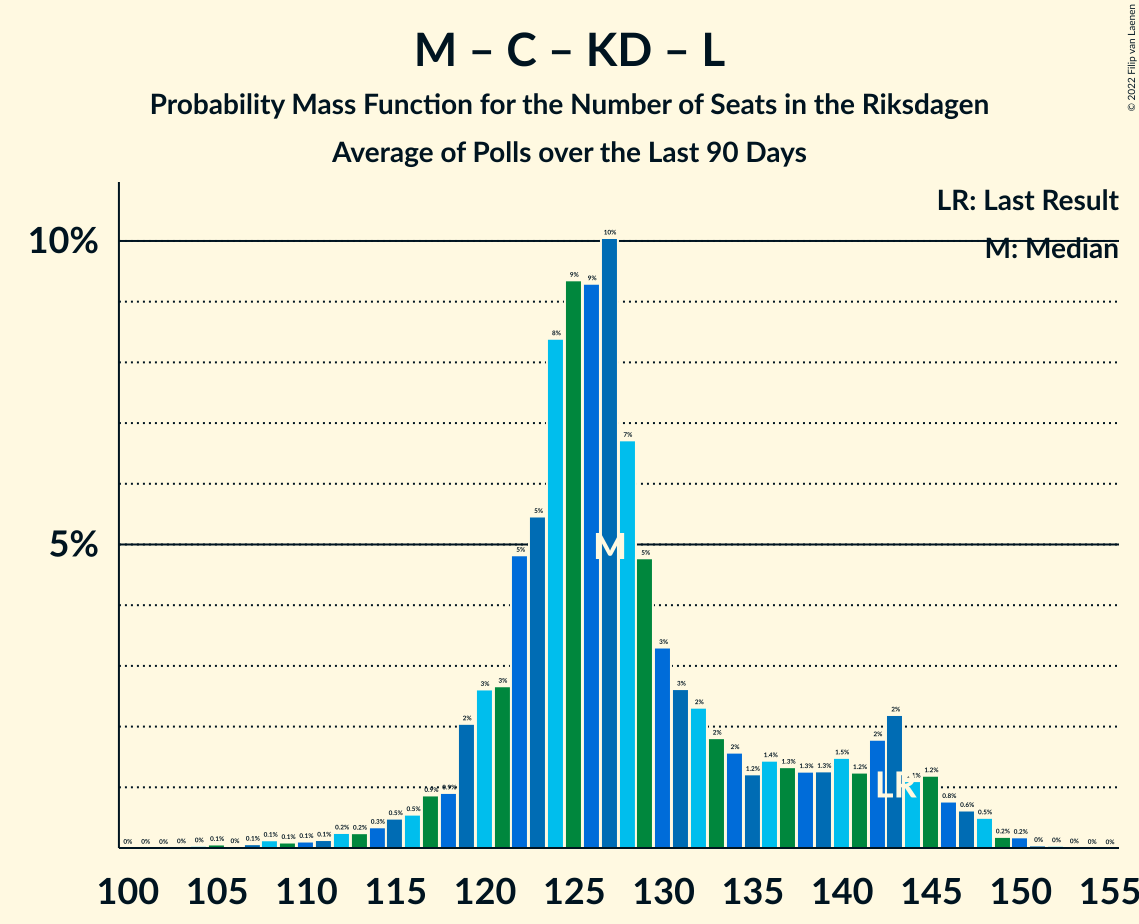 M – C – KD – L
Probability Mass Function for the Number of Seats in the Riksdagen
Average of Polls over the Last 90 Days
© 2022 Filip van Laenen
LR: Last Result
M: Median
10%
5%
0% 0% 0% 0% 0% 0.1% 0% 0.1% 0.1% 0.1% 0.1% 0.1% 0.2% 0.2% 0.3% 0.5% 0.5% 0.9% 0.9% 2% 3% 3% 5% 5% 8% 9% 9% 10% 7% 5% 3% 3% 2% 2% 2% 1.2% 1.4% 1.3% 1.3% 1.3% 1.5% 1.2% 2% 2% 1.1% 1.2% 0.8% 0.6% 0.5% 0.2% 0.2% 0% 0% 0% 0% 0%
M
LR
100 105 110 115 120 125 130 135 140 145 150 155